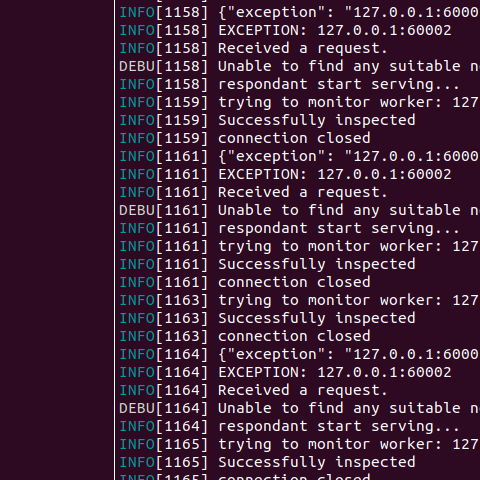 INFO[1158] {"exception": "127.0.0.1:6000
INFO[1158] EXCEPTION: 127.0.0.1:60002
INFO[1158] Received a request.
DEBU[1158] Unable to find any suitable n
INFO[1158] respondant start serving...
INFO[1159] trying to monitor worker: 127
INFO[1159] Successfully inspected
INFO[1159] connection closed
INFO[1161] {"exception": "127.0.0.1:6000
INFO[1161] EXCEPTION: 127.0.0.1:60002
INFO[1161] Received a request.
DEBU[1161] Unable to find any suitable n
INFO[1161] respondant start serving...
INFO[1161] trying to monitor worker: 127
INFO[1161] Successfully inspected
INFO[1161] connection closed
INFO[1163] trying to monitor worker: 127
INFO[1163] Successfully inspected
INFO[1163] connection closed
INFO[1164] {"exception": "127.0.0.1:6000
INFO[1164] EXCEPTION: 127.0.0.1:60002
INFO[1164] Received a request.
DEBU[1164] Unable to find any suitable n
INFO[1164] respondant start serving...
INFO[1165] trying to monitor worker: 127
INFO[1165] Successfully inspected
INFO[1165] connection closed